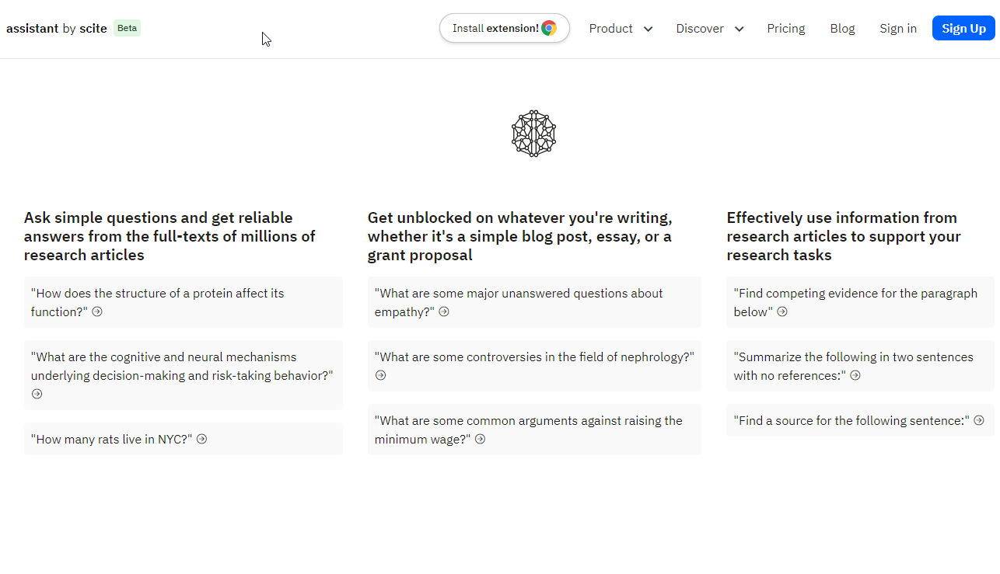 assistant by scite Beta Install extension! Product Discover Pricing Blog Sign in Sign Up
Ask simple questions and get reliable
answers from the full-texts of millions of
research articles
"How does the structure of a protein affect its
function?"
"What are the cognitive and neural mechanisms
underlying decision-making and risk-taking behavior?"
"How many rats live in NYC?"
Get unblocked on whatever you're writing,
whether it's a simple blog post, essay, or a
grant proposal
"What are some major unanswered questions about
empathy?"
"What are some controversies in the field of nephrology?"
"What are some common arguments against raising the
minimum wage?"
Effectively use information from
research articles to support your
research tasks
"Find competing evidence for the paragraph
below"
"Summarize the following in two sentences
with no references:"
"Find a source for the following sentence:"